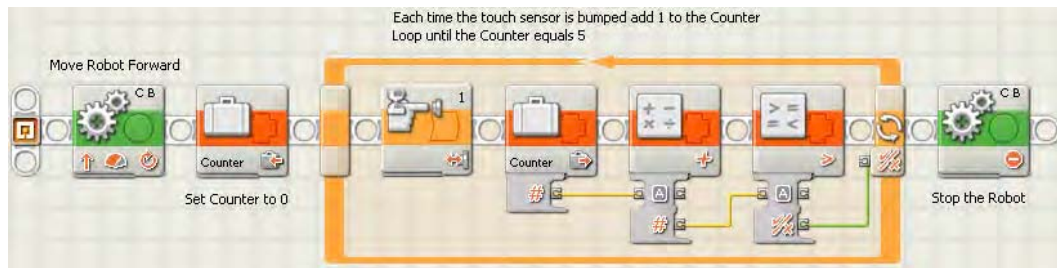 Each time the touch sensor is bumped add 1 to the Counter
Loop until the Counter equals 5
Move Robot Forward
C B
1
C B
Counter
Counter
#
A
A
#
Set Counter to 0
Stop the Robot